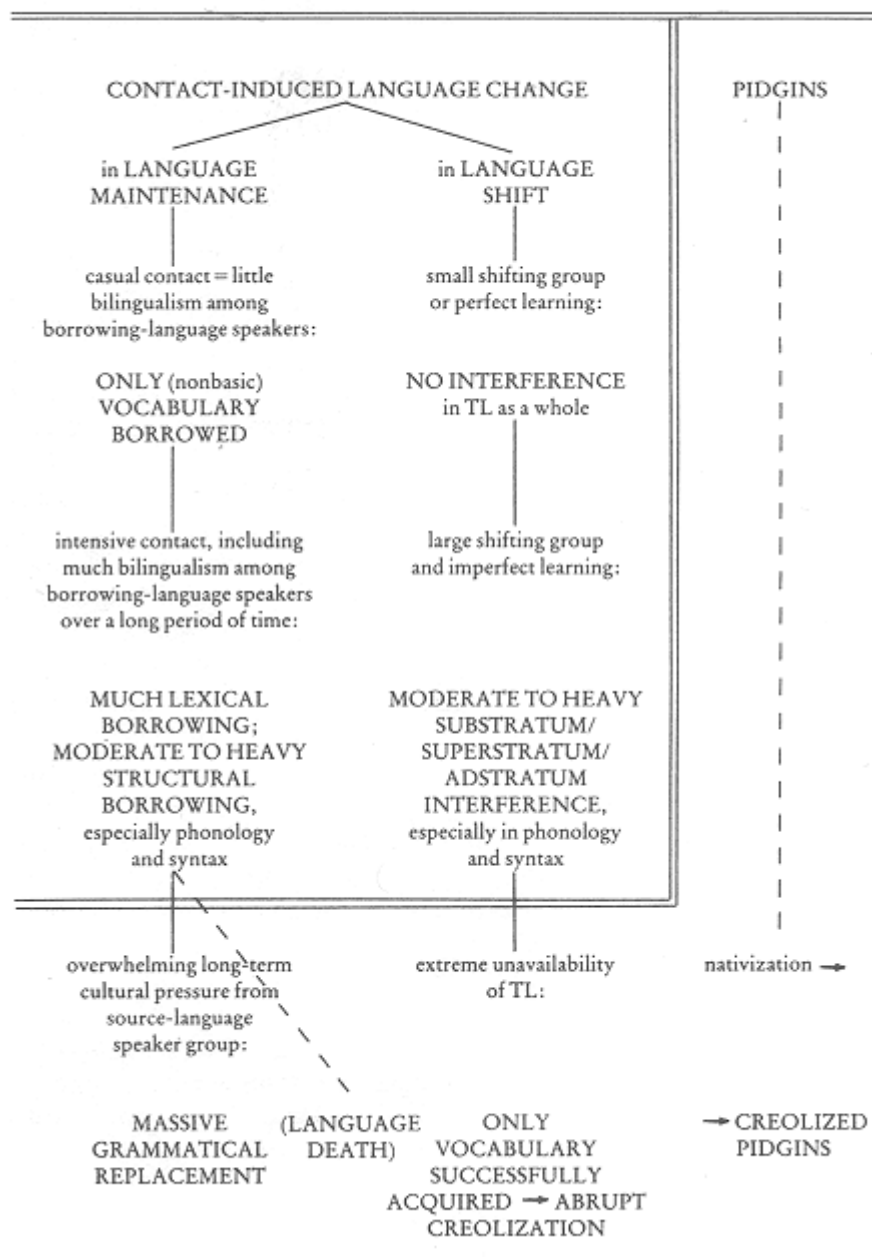 CONTACT-INDUCED LANGUAGE CHANGE
in LANGUAGE
MAINTENANCE
casual contact = little
bilingualism among
borrowing-language speakers:
ONLY (nonbasic)
VOCABULARY
BORROWED
intensive contact, including
much bilingualism among
borrowing-language speakers
over a long period of time:
MUCH LEXICAL
BORROWING;
MODERATE TO HEAVY
STRUCTURAL
BORROWING,
especially phonology
and syntax
overwhelming long-term
cultural pressure from
source-language
speaker group:
MASSIVE
GRAMMATICAL
REPLACEMENT
(LANGUAGE
DEATH)
in LANGUAGE
SHIFT
small shifting group
or perfect learning:
NO INTERFERENCE
in TL as a whole
large shifting group
and imperfect learning:
MODERATE TO HEAVY
SUBSTRATUM/
SUPERSTRATUM/
ADSTRATUM
INTERFERENCE,
especially in phonology
and syntax
extreme unavailability
of TL:
ONLY
VOCABULARY
SUCCESSFULLY
ACQUIRED → ABRUPT
CREOLIZATION
PIDGINS
nativization →
→ CREOLIZED
PIDGINS